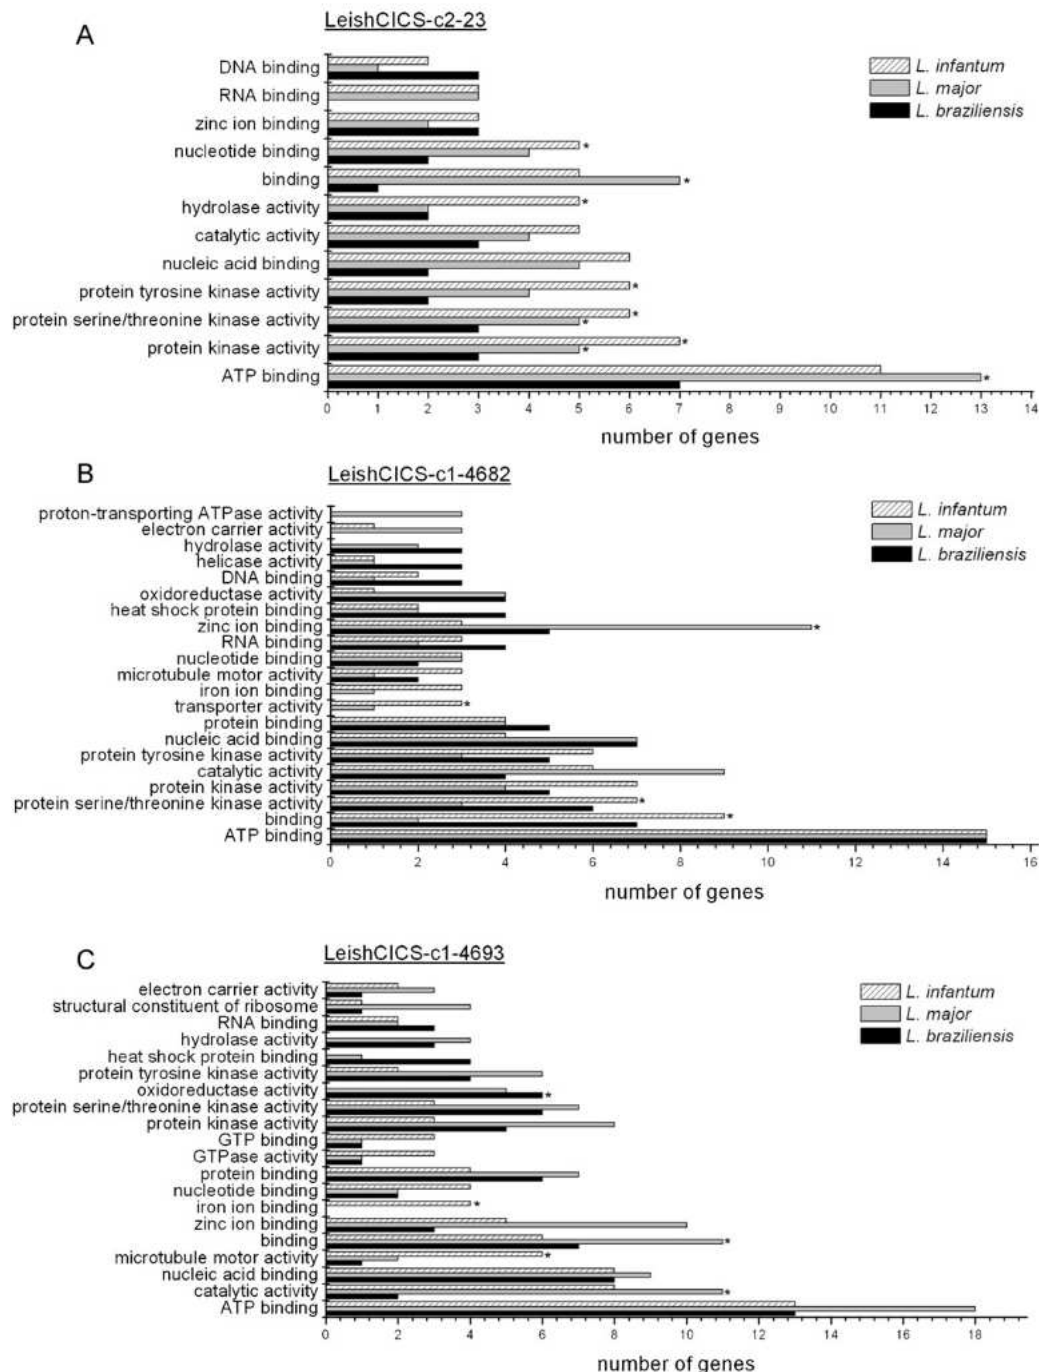 A
LeishCICS-c2-23
L. infantum
L. major
L. braziliensis
DNA binding
RNA binding
zinc ion binding
nucleotide binding
*
binding
*
hydrolase activity
*
catalytic activity
nucleic acid binding
protein tyrosine kinase activity
*
protein serine/threonine kinase activity
*
*
protein kinase activity
*
*
ATP binding
*
0 1 2 3 4 5 6 7 8 9 10 11 12 13 14
number of genes
B
LeishCICS-c1-4682
L. infantum
L. major
L. braziliensis
proton-transporting ATPase activity
electron carrier activity
hydrolase activity
helicase activity
DNA binding
oxidoreductase activity
heat shock protein binding
zinc ion binding
*
RNA binding
nucleotide binding
microtubule motor activity
iron ion binding
transporter activity
*
protein binding
nucleic acid binding
protein tyrosine kinase activity
catalytic activity
protein kinase activity
protein serine/threonine kinase activity
*
binding
*
ATP binding
0 2 4 6 8 10 12 14 16
number of genes
C
LeishCICS-c1-4693
L. infantum
L. major
L. braziliensis
electron carrier activity
structural constituent of ribosome
RNA binding
hydrolase activity
heat shock protein binding
protein tyrosine kinase activity
oxidoreductase activity
*
protein serine/threonine kinase activity
protein kinase activity
GTP binding
GTPase activity
protein binding
nucleotide binding
iron ion binding
*
zinc ion binding
binding
*
microtubule motor activity
*
nucleic acid binding
catalytic activity
*
ATP binding
0 2 4 6 8 10 12 14 16 18
number of genes